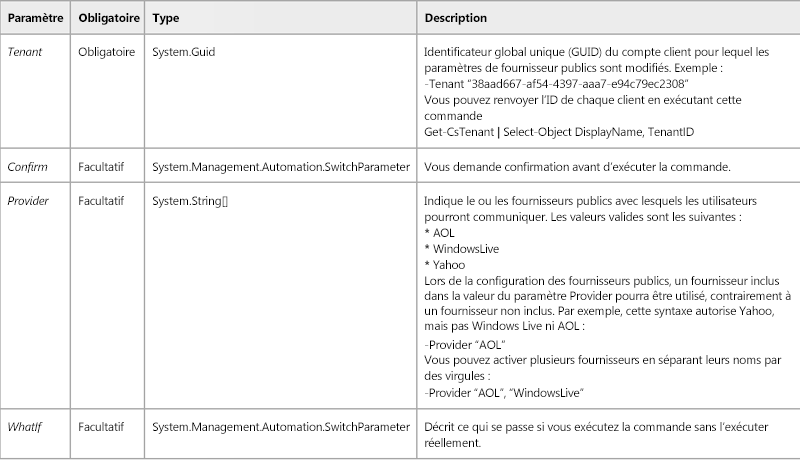 Paramètre Obligatoire Type Description
Tenant Obligatoire System.Guid Identificateur global unique (GUID) du compte client pour lequel les
paramètres de fournisseur publics sont modifiés. Exemple :
-Tenant “38aad667-af54-4397-aaa7-e94c79ec2308”
Vous pouvez renvoyer l’ID de chaque client en exécutant cette
commande
Get-CsTenant | Select-Object DisplayName, TenantID
Confirm Facultatif System.Management.Automation.SwitchParameter Vous demande confirmation avant d’exécuter la commande.
Provider Facultatif System.String[] Indique le ou les fournisseurs publics avec lesquels les utilisateurs
pourront communiquer. Les valeurs valides sont les suivantes :
* AOL
* WindowsLive
* Yahoo
Lors de la configuration des fournisseurs publics, un fournisseur inclus
dans la valeur du paramètre Provider pourra être utilisé, contrairement à
un fournisseur non inclus. Par exemple, cette syntaxe autorise Yahoo,
mais pas Windows Live ni AOL :
-Provider “AOL”
Vous pouvez activer plusieurs fournisseurs en séparant leurs noms par
des virgules :
-Provider “AOL”, “WindowsLive”
WhatIf Facultatif System.Management.Automation.SwitchParameter Décrit ce qui se passe si vous exécutez la commande sans l’exécuter
réellement.